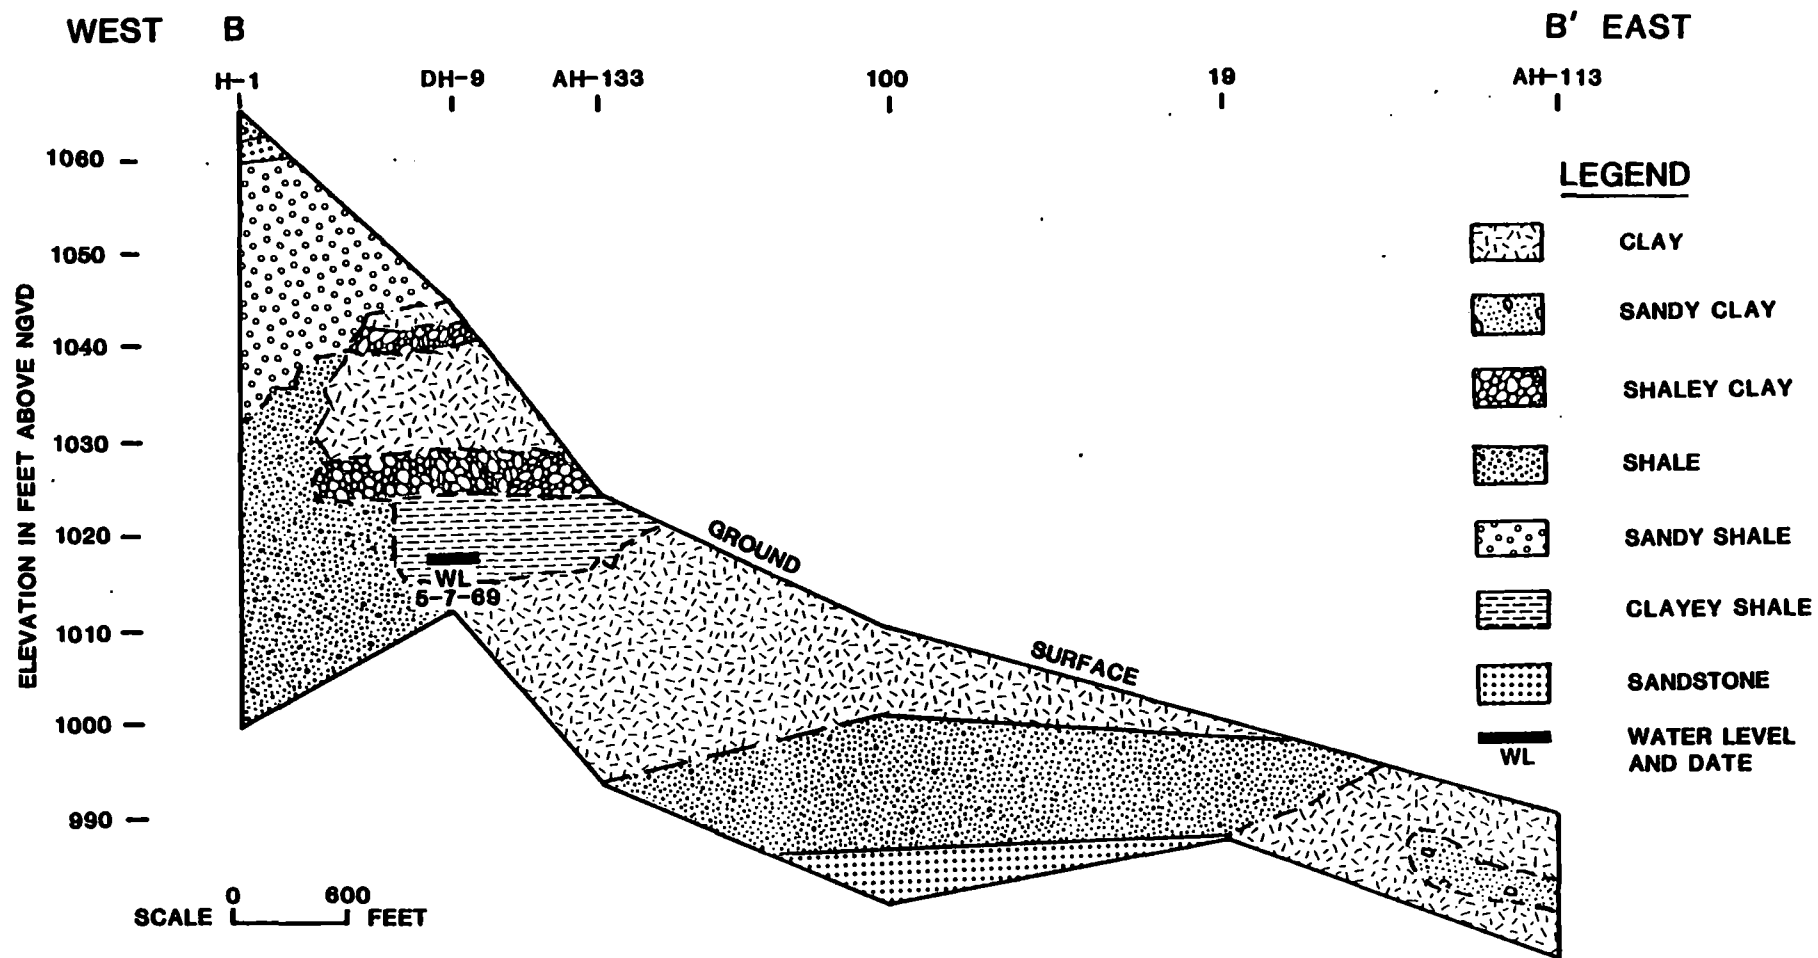 WEST B B' EAST
H-1 DH-9 AH-133 100 19 AH-113
1060
1050
1040
1030
1020
1010
1000
990
ELEVATION IN FEET ABOVE NGVD
GROUND
SURFACE
WL
5-7-69
0 600
SCALE FEET
LEGEND
CLAY
SANDY CLAY
SHALEY CLAY
SHALE
SANDY SHALE
CLAYEY SHALE
SANDSTONE
WL WATER LEVEL
AND DATE